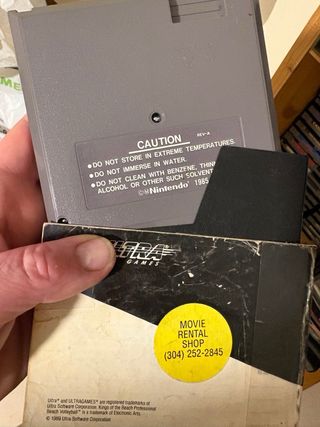 REV-A
CAUTION
• DO NOT STORE IN EXTREME TEMPERATURES.
• DO NOT IMMERSE IN WATER.
• DO NOT CLEAN WITH BENZENE, THIN
ALCOHOL OR OTHER SUCH SOLVENT
©Nintendo 1985
ULTRA
GAMES
MOVIE
RENTAL
SHOP
(304) 252-2845
Ultra® and ULTRAGAMES® are registered trademarks of
Ultra Software Corporation. Kings of the Beach Professional
Beach Volleyball™ is a trademark of Electronic Arts.
© 1989 Ultra Software Corporation.